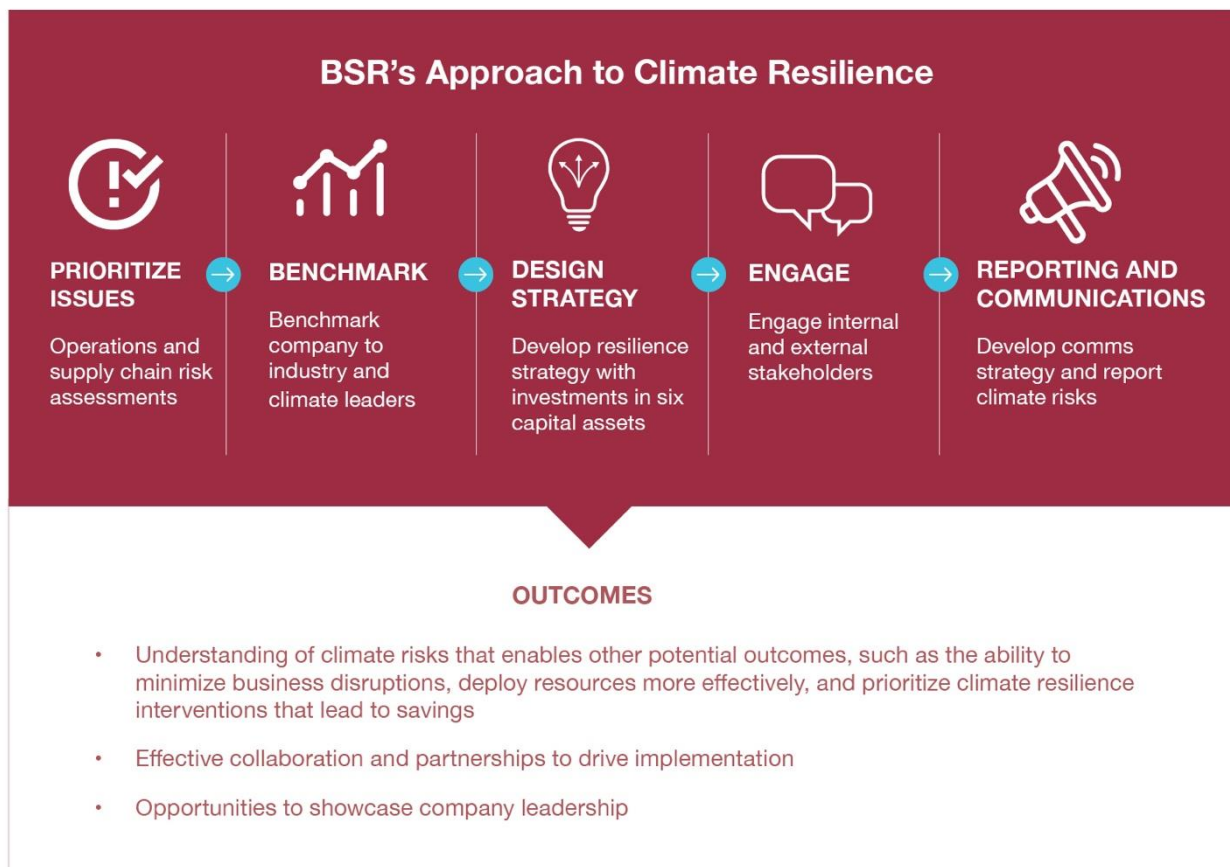 BSR’s Approach to Climate Resilience
PRIORITIZE
ISSUES
Operations and
supply chain risk
assessments
BENCHMARK
Benchmark
company to
industry and
climate leaders
DESIGN
STRATEGY
Develop resilience
strategy with
investments in six
capital assets
ENGAGE
Engage internal
and external
stakeholders
REPORTING AND
COMMUNICATIONS
Develop comms
strategy and report
climate risks
OUTCOMES
• Understanding of climate risks that enables other potential outcomes, such as the ability to
minimize business disruptions, deploy resources more effectively, and prioritize climate resilience
interventions that lead to savings
• Effective collaboration and partnerships to drive implementation
• Opportunities to showcase company leadership